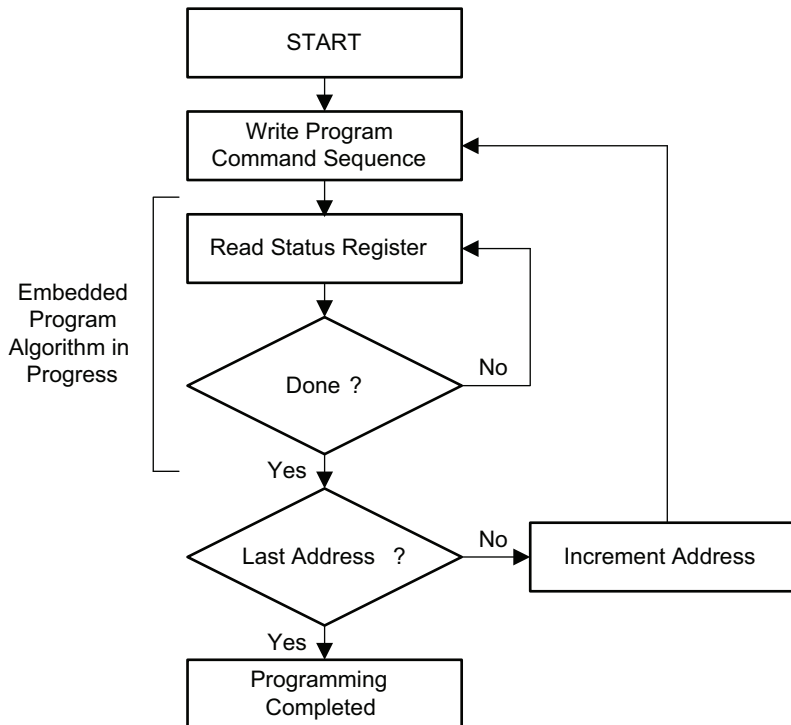 START
Write Program
Command Sequence
Read Status Register
Embedded
Program
Algorithm in
Progress
Done ?
No
Yes
Last Address ?
No
Increment Address
Yes
Programming
Completed